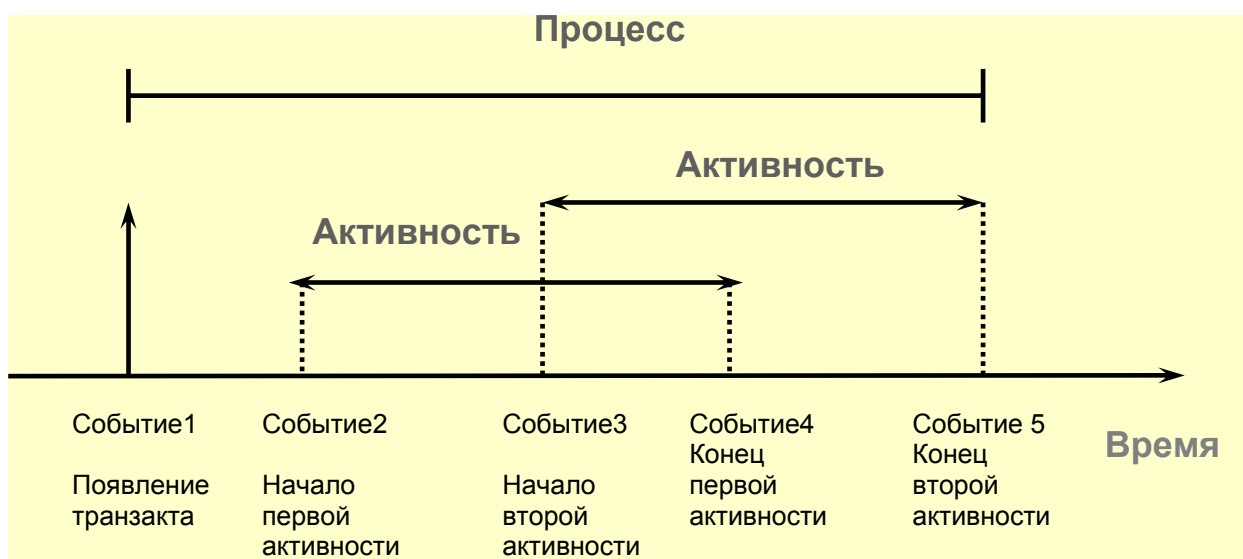 Процесс
Активность
Активность
Событие1
Появление
транзакта
Событие2
Начало
первой
активности
Событие3
Начало
второй
активности
Событие4
Конец
первой
активности
Событие 5
Конец
второй
активности
Время